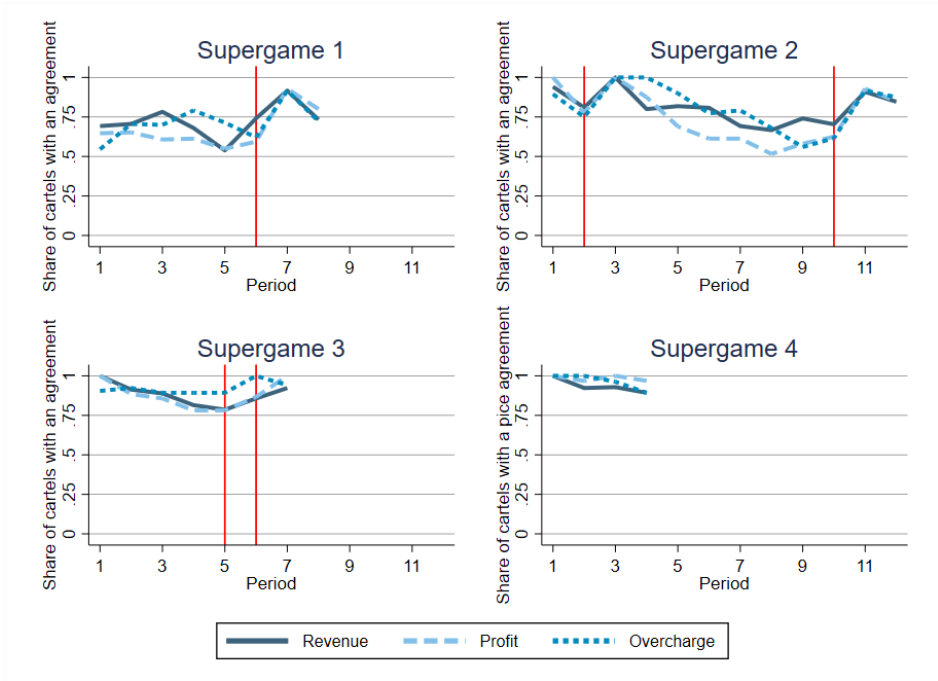 Supergame 1
Share of cartels with an agreement
1
.75
.5
.25
0
1 3 5 7 9 11
Period
Supergame 2
Share of cartels with an agreement
1
.75
.5
.25
0
1 3 5 7 9 11
Period
Supergame 3
Share of cartels with an agreement
1
.75
.5
.25
0
1 3 5 7 9 11
Period
Supergame 4
Share of cartels with a pice agreement
1
.75
.5
.25
0
1 3 5 7 9 11
Period
Revenue Profit Overcharge